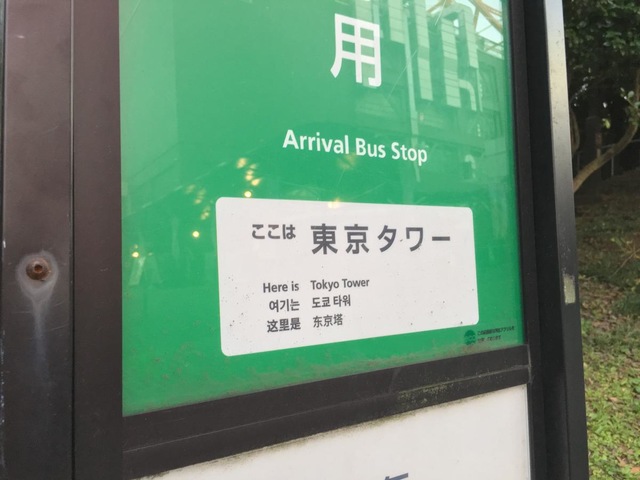 用
Arrival Bus Stop
ここは 東京タワー
Here is Tokyo Tower
여기는 도쿄 타워
这里是 东京塔